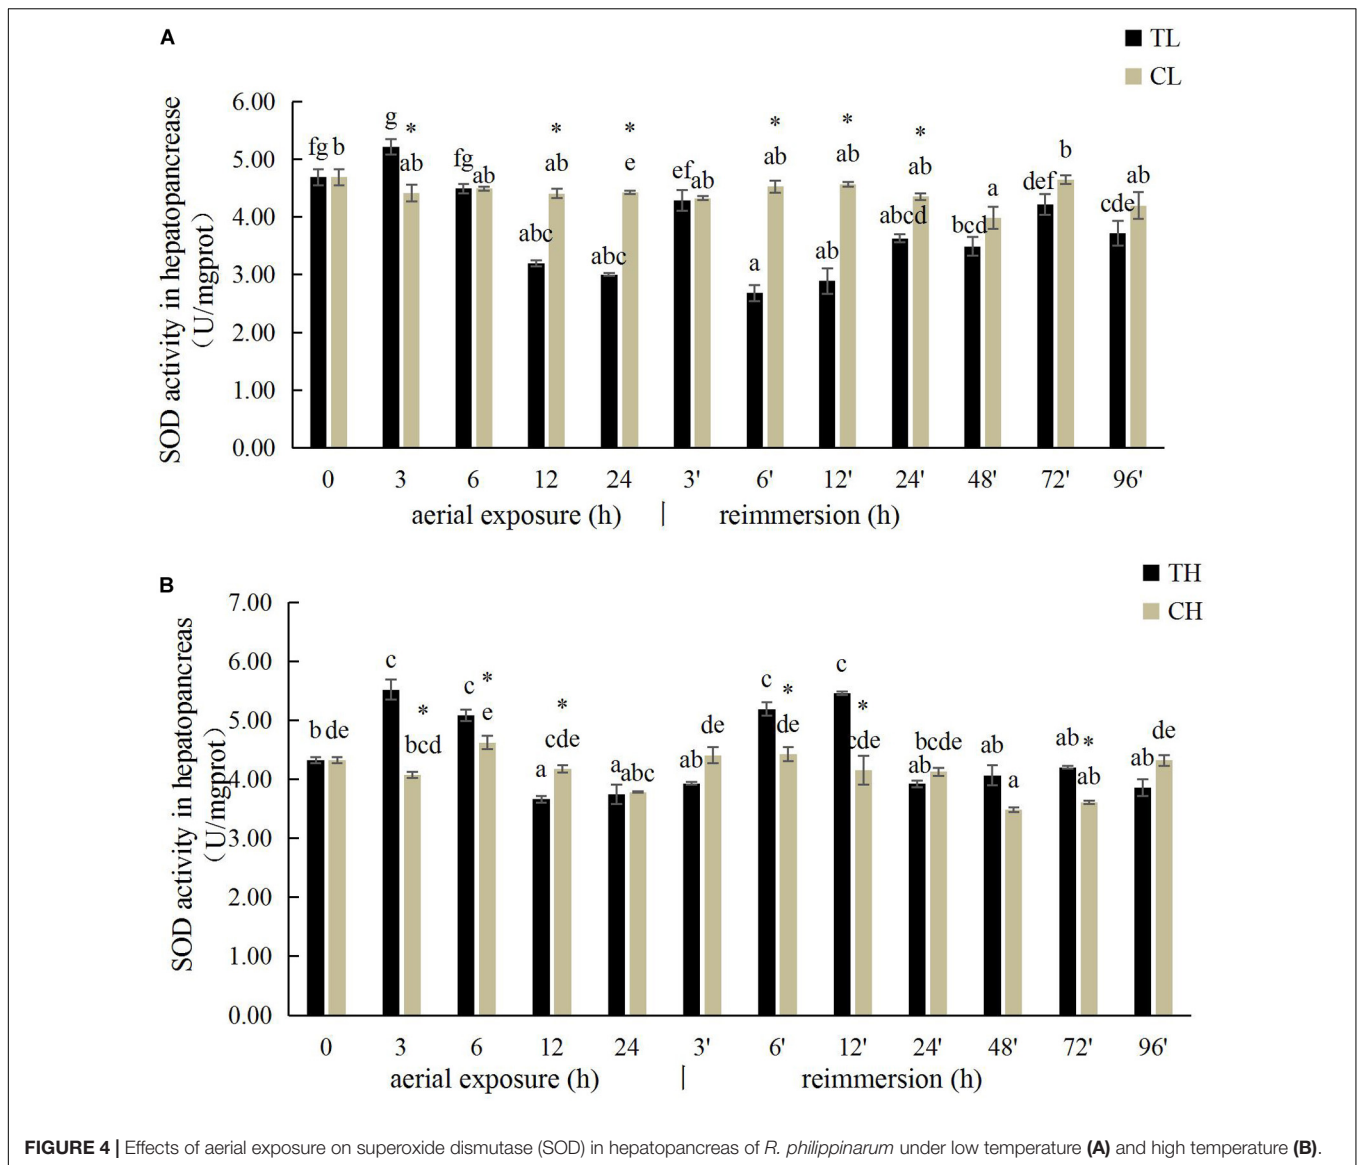 A
TL
CL
SOD activity in hepatopancrease
（U/mgprot）
6.00
5.00
4.00
3.00
2.00
1.00
0.00
fg b g * ab fg ab abc * ab abc * e ef ab a * ab ab * ab abcd * ab bcd a def b cde ab
0 3 6 12 24 3' 6' 12' 24' 48' 72' 96'
aerial exposure (h) | reimmersion (h)
B
TH
CH
SOD activity in hepatopancreas
（U/mgprot）
7.00
6.00
5.00
4.00
3.00
2.00
1.00
0.00
b de c * bcd c * e a * cde a abc ab de c * de c * cde ab bcde ab a ab * ab ab de
0 3 6 12 24 3' 6' 12' 24' 48' 72' 96'
aerial exposure (h) | reimmersion (h)
FIGURE 4 | Effects of aerial exposure on superoxide dismutase (SOD) in hepatopancreas of R. philippinarum under low temperature (A) and high temperature (B).